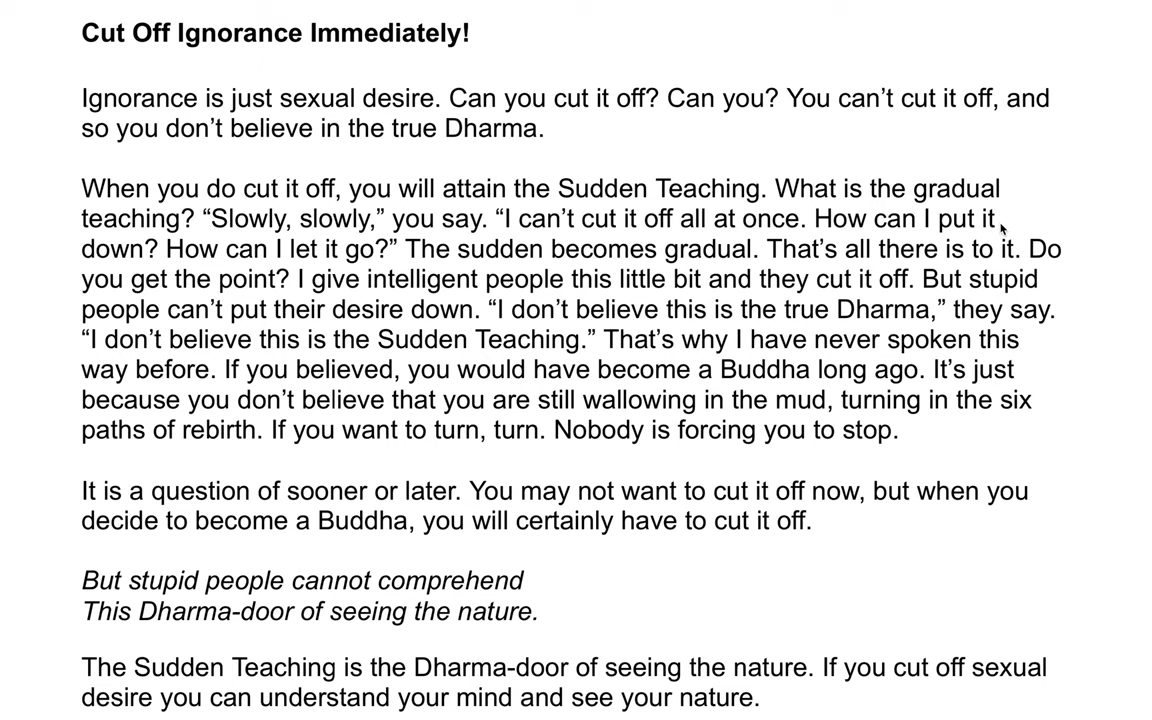 Cut Off Ignorance Immediately!
Ignorance is just sexual desire. Can you cut it off? Can you? You can’t cut it off, and
so you don’t believe in the true Dharma.
When you do cut it off, you will attain the Sudden Teaching. What is the gradual
teaching? “Slowly, slowly,” you say. “I can’t cut it off all at once. How can I put it
down? How can I let it go?” The sudden becomes gradual. That’s all there is to it. Do
you get the point? I give intelligent people this little bit and they cut it off. But stupid
people can’t put their desire down. “I don’t believe this is the true Dharma,” they say.
“I don’t believe this is the Sudden Teaching.” That’s why I have never spoken this
way before. If you believed, you would have become a Buddha long ago. It’s just
because you don’t believe that you are still wallowing in the mud, turning in the six
paths of rebirth. If you want to turn, turn. Nobody is forcing you to stop.
It is a question of sooner or later. You may not want to cut it off now, but when you
decide to become a Buddha, you will certainly have to cut it off.
But stupid people cannot comprehend
This Dharma-door of seeing the nature.
The Sudden Teaching is the Dharma-door of seeing the nature. If you cut off sexual
desire you can understand your mind and see your nature.